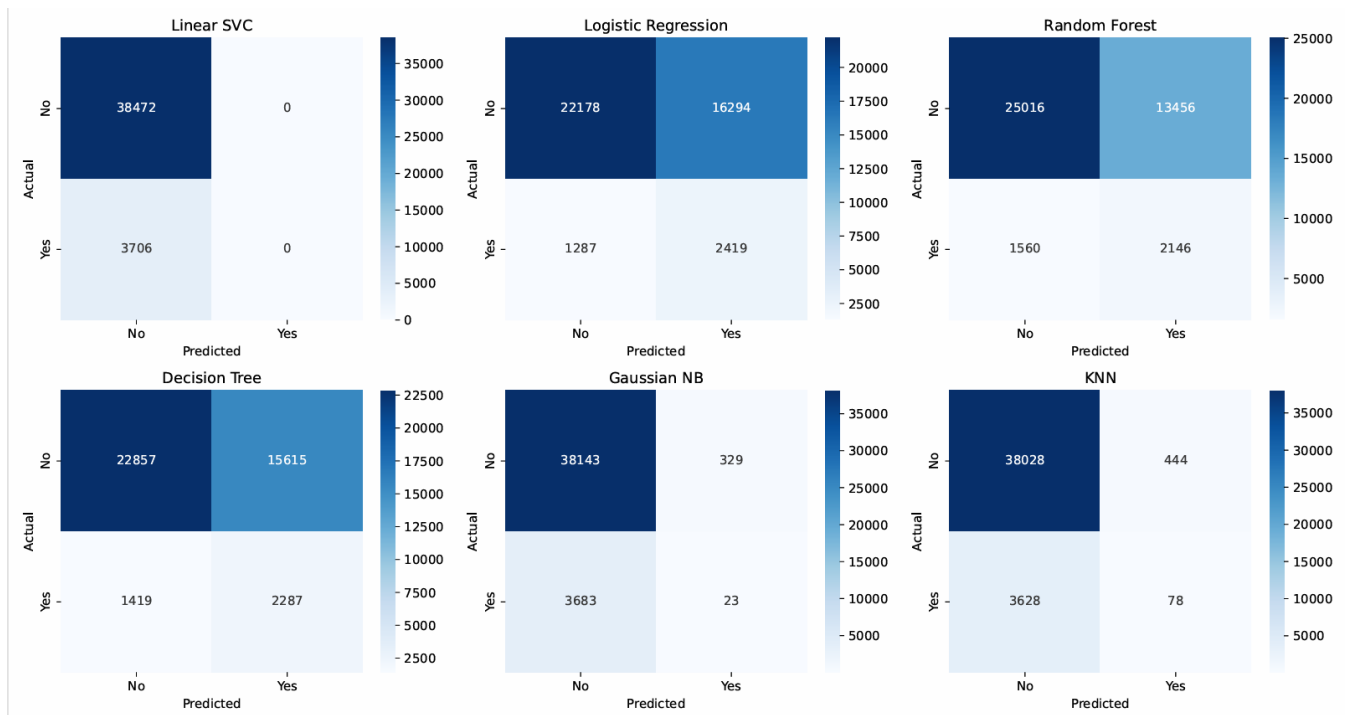 Linear SVC
No
Yes
Actual
38472
0
3706
0
No
Yes
Predicted
35000
30000
25000
20000
15000
10000
5000
0
Logistic Regression
No
Yes
Actual
22178
16294
1287
2419
No
Yes
Predicted
20000
17500
15000
12500
10000
7500
5000
2500
Random Forest
No
Yes
Actual
25016
13456
1560
2146
No
Yes
Predicted
25000
20000
15000
10000
5000
Decision Tree
No
Yes
Actual
22857
15615
1419
2287
No
Yes
Predicted
22500
20000
17500
15000
12500
10000
7500
5000
2500
Gaussian NB
No
Yes
Actual
38143
329
3683
23
No
Yes
Predicted
35000
30000
25000
20000
15000
10000
5000
KNN
No
Yes
Actual
38028
444
3628
78
No
Yes
Predicted
35000
30000
25000
20000
15000
10000
5000